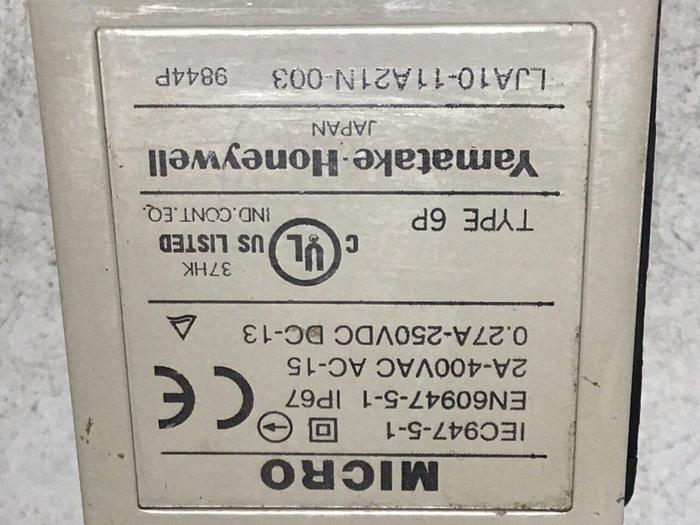 MICRO
IEC947-5-1
EN60947-5-1 IP67
2A-400VAC AC-15
0.27A-250VDC DC-13
CE
TYPE 6P
C UL US LISTED
37HK
IND.CONT.EQ.
Yamatake-Honeywell
JAPAN
LJA10-11A21N-003 9844P